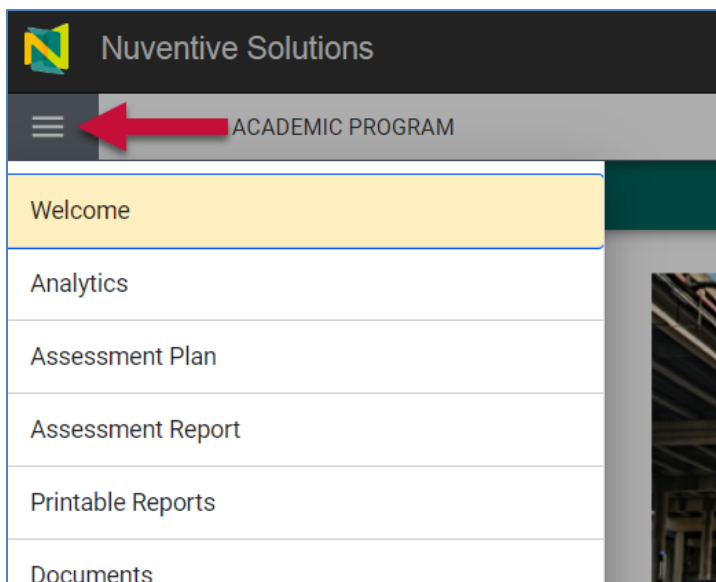 Nuventive Solutions
ACADEMIC PROGRAM
Welcome
Analytics
Assessment Plan
Assessment Report
Printable Reports
Documents